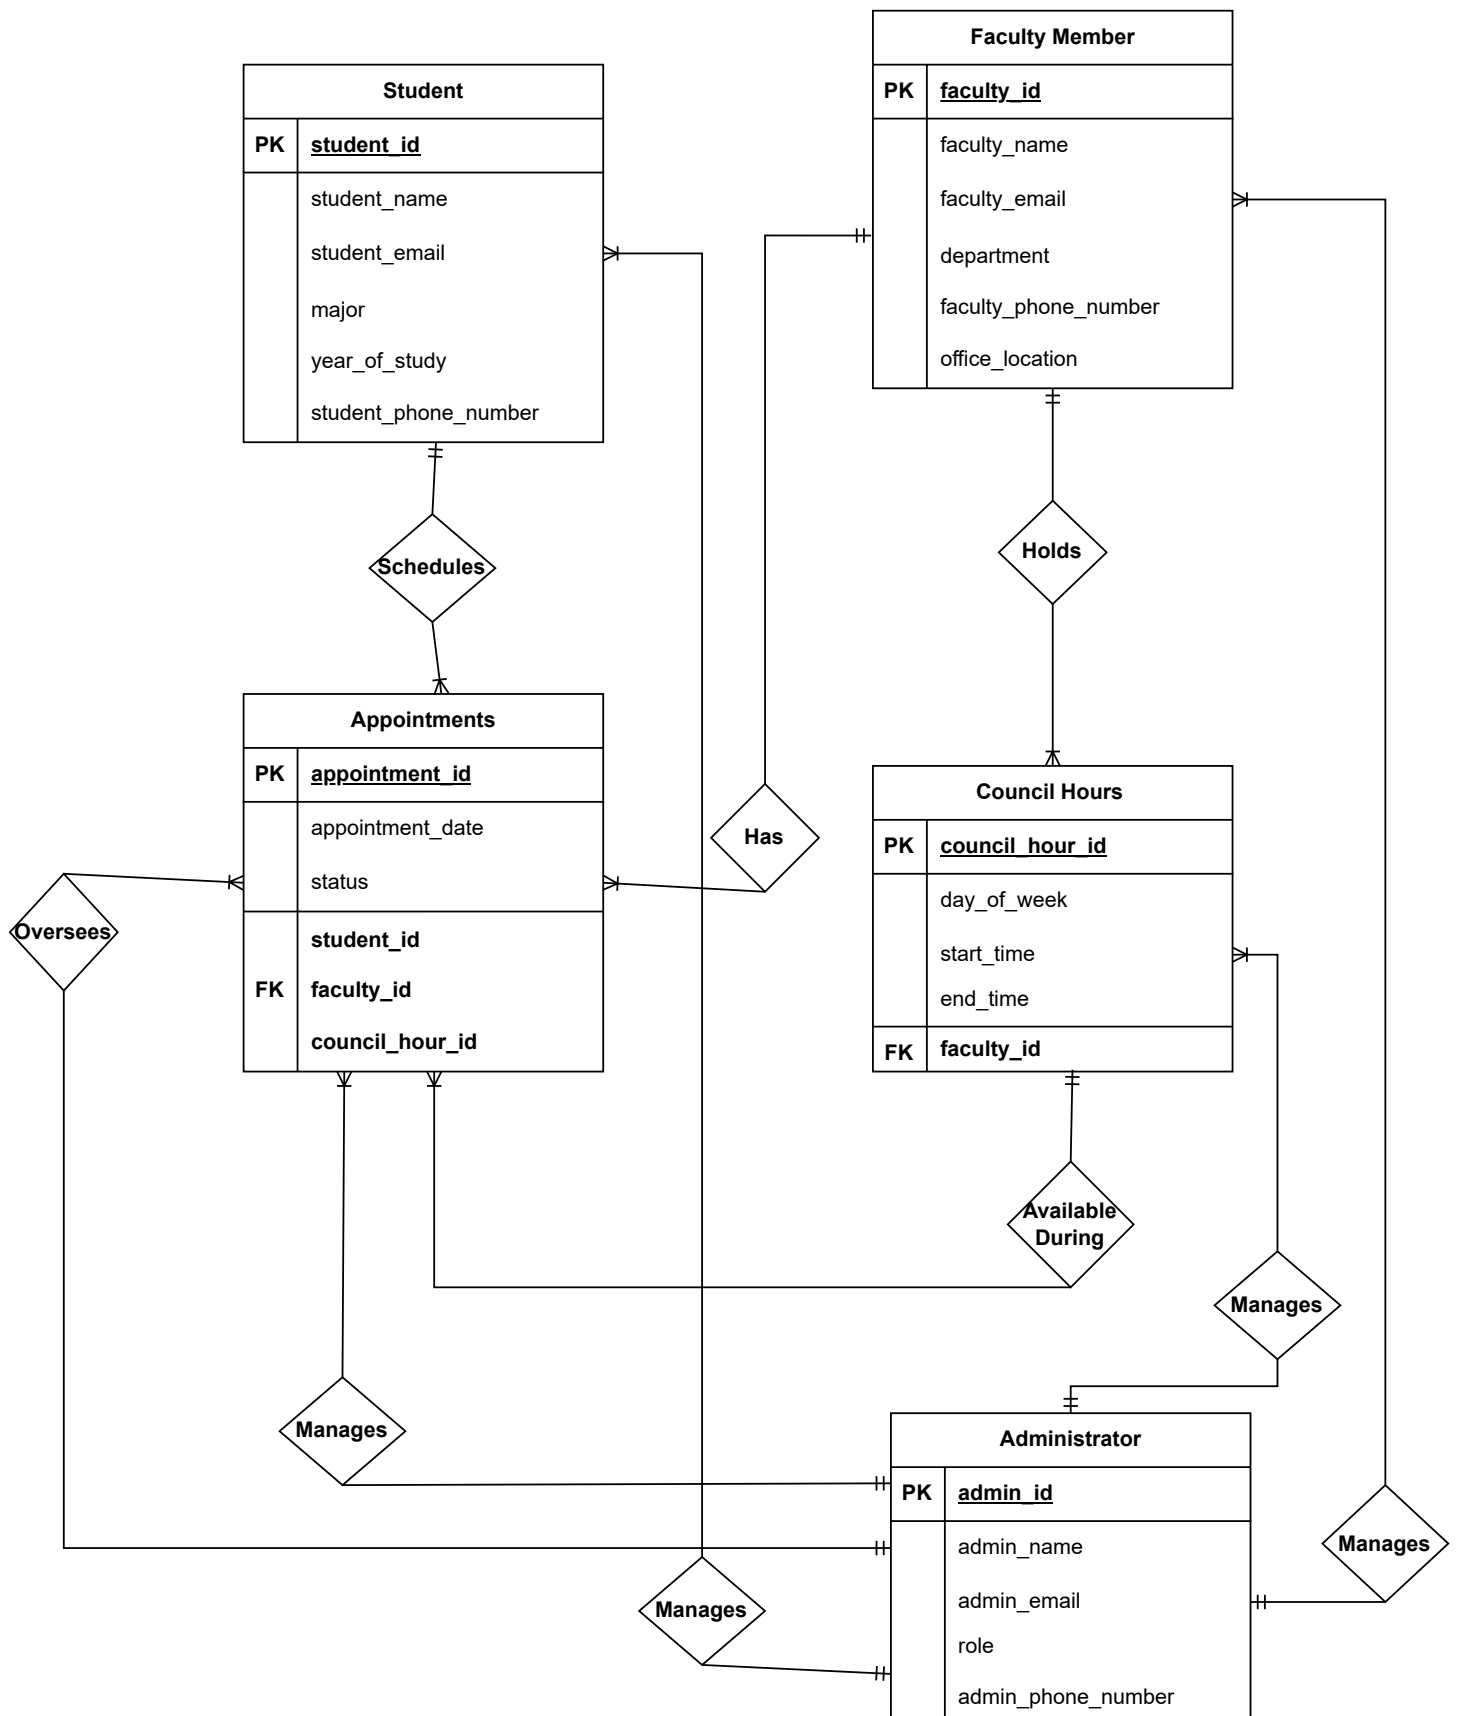 Faculty Member
PK faculty_id
faculty_name
faculty_email
department
faculty_phone_number
office_location
Student
PK student_id
student_name
student_email
major
year_of_study
student_phone_number
Schedules
Holds
Appointments
PK appointment_id
appointment_date
status
student_id
FK faculty_id
council_hour_id
Has
Council Hours
PK council_hour_id
day_of_week
start_time
end_time
FK faculty_id
Oversees
Available
During
Manages
Manages
Administrator
PK admin_id
admin_name
admin_email
role
admin_phone_number
Manages
Manages